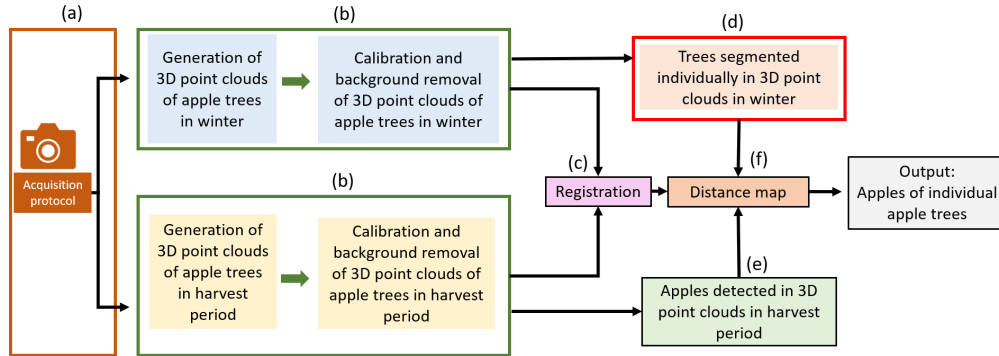 (a)
Acquisition
protocol
(b)
Generation of
3D point clouds
of apple trees
in winter
Calibration and
background removal
of 3D point clouds of
apple trees in winter
(b)
Generation of
3D point clouds
of apple trees
in harvest
period
Calibration and
background removal
of 3D point clouds of
apple trees in harvest
period
(c)
Registration
(d)
Trees segmented
individually in 3D point
clouds in winter
(f)
Distance map
(e)
Apples detected in 3D
point clouds in harvest
period
Output:
Apples of individual
apple trees